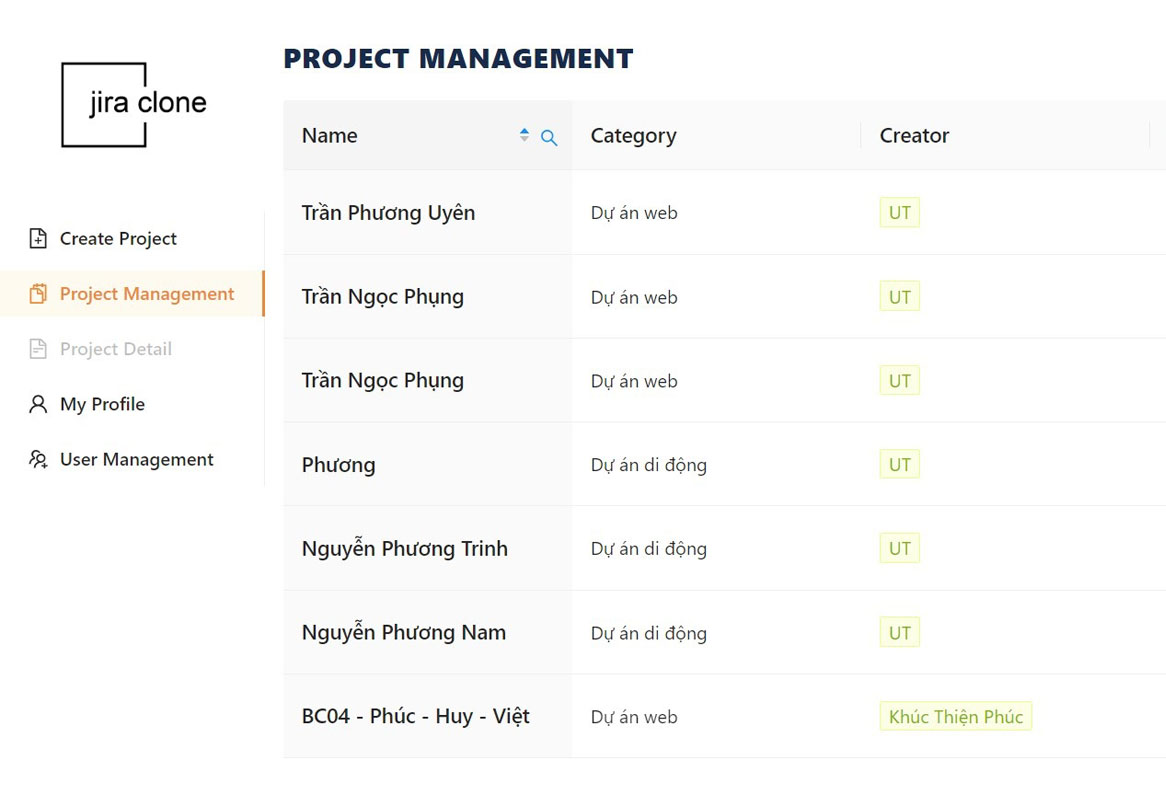 jira clone
Create Project
Project Management
Project Detail
My Profile
User Management
PROJECT MANAGEMENT
Name Category Creator
Trần Phương Uyên Dự án web UT
Trần Ngọc Phụng Dự án web UT
Trần Ngọc Phụng Dự án web UT
Phương Dự án di động UT
Nguyễn Phương Trinh Dự án di động UT
Nguyễn Phương Nam Dự án di động UT
BC04 - Phúc - Huy - Việt Dự án web Khúc Thiện Phúc